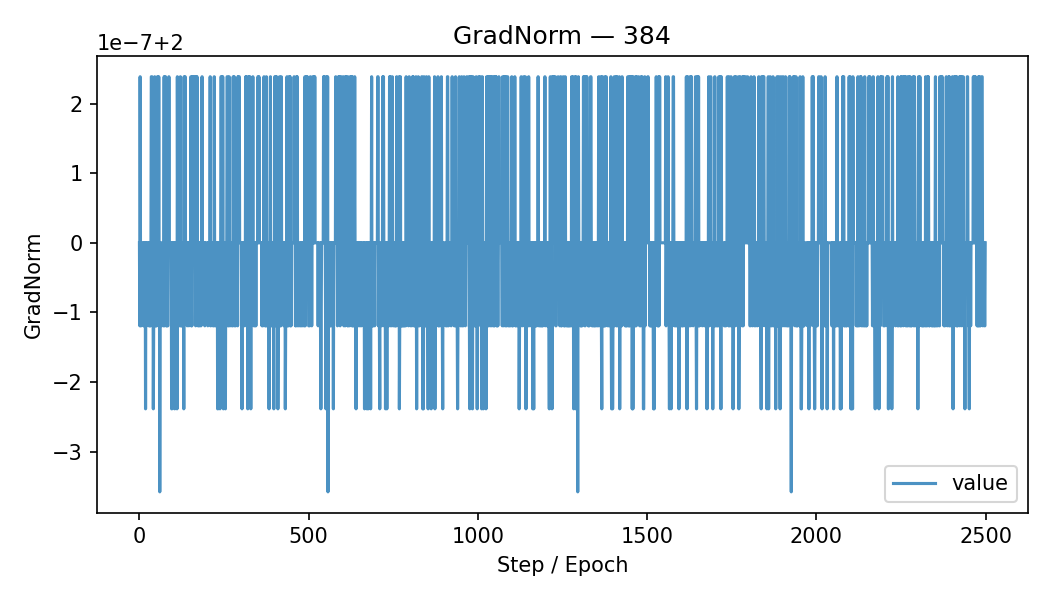 GradNorm — 384
1e−7+2
2
1
0
−1
−2
−3
GradNorm
value
0 500 1000 1500 2000 2500
Step / Epoch